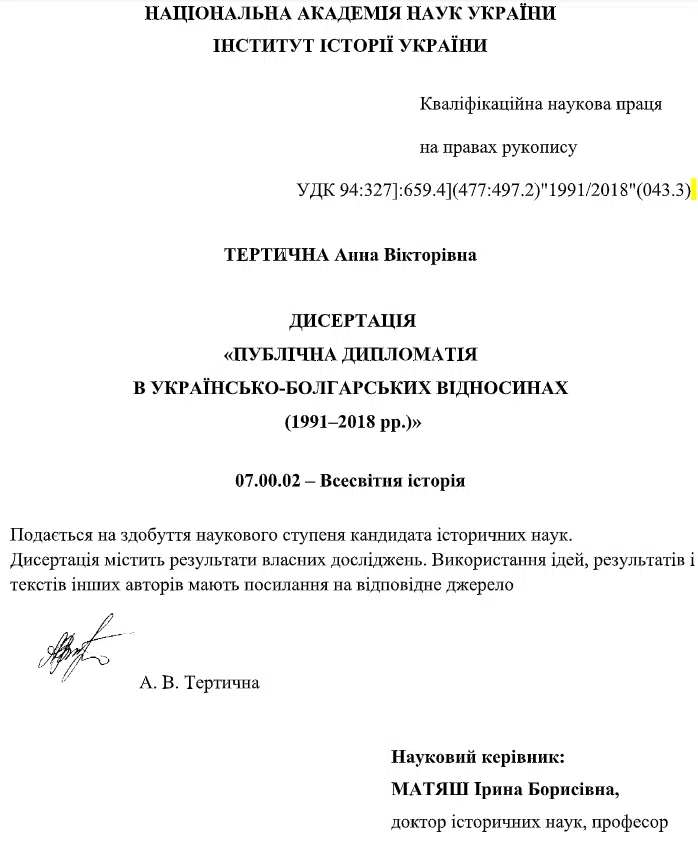 НАЦІОНАЛЬНА АКАДЕМІЯ НАУК УКРАЇНИ
ІНСТИТУТ ІСТОРІЇ УКРАЇНИ
Кваліфікаційна наукова праця
на правах рукопису
УДК 94:327]:659.4](477:497.2)"1991/2018"(043.3)
ТЕРТИЧНА Анна Вікторівна
ДИСЕРТАЦІЯ
«ПУБЛІЧНА ДИПЛОМАТІЯ
В УКРАЇНСЬКО-БОЛГАРСЬКИХ ВІДНОСИНАХ
(1991–2018 рр.)»
07.00.02 – Всесвітня історія
Подається на здобуття наукового ступеня кандидата історичних наук.
Дисертація містить результати власних досліджень. Використання ідей, результатів і
текстів інших авторів мають посилання на відповідне джерело
А. В. Тертична
Науковий керівник:
МАТЯШ Ірина Борисівна,
доктор історичних наук, професор